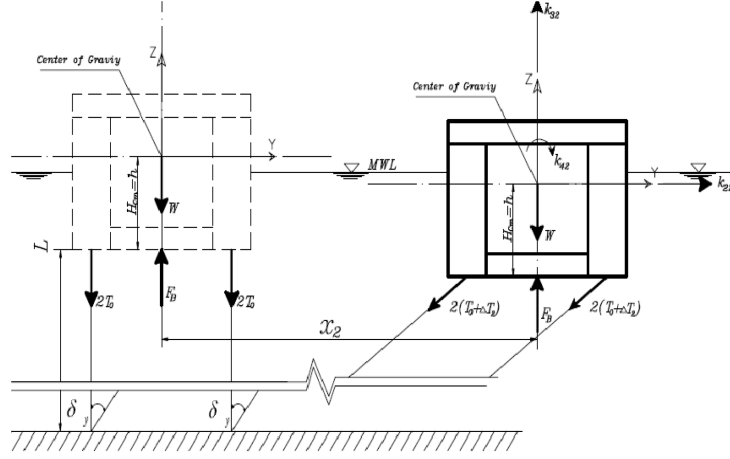 k32
Z
Center of Graviy
Z
Center of Graviy
Y
MWL
k42
Y
k22
Hcm=h
W
Hcm=h
W
L
2T0
FB
2T0
2(T0+ΔT2)
FB
2(T0+ΔT2)
X2
δy
δy